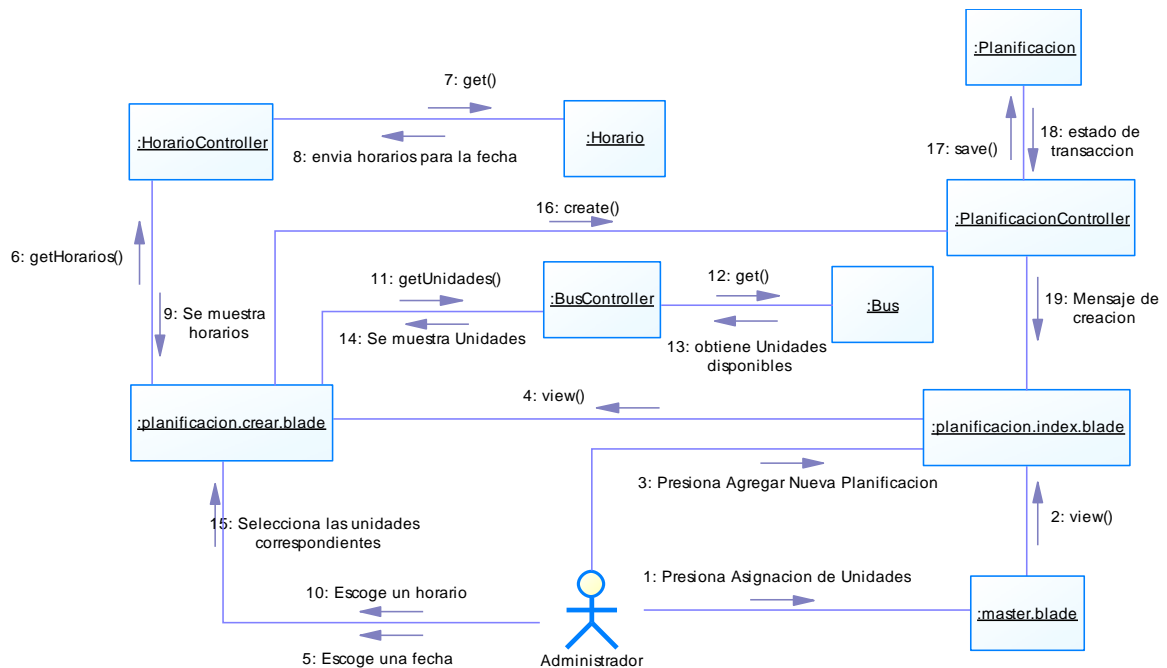 :Planificacion
7: get()
:HorarioController
:Horario
8: envia horarios para la fecha
17: save()
18: estado de
transaccion
16: create()
:PlanificacionController
6: getHorarios()
11: getUnidades()
12: get()
:BusController
:Bus
9: Se muestra
horarios
14: Se muestra Unidades
13: obtiene Unidades
disponibles
19: Mensaje de
creacion
4: view()
:planificacion.crear.blade
:planificacion.index.blade
3: Presiona Agregar Nueva Planificacion
15: Selecciona las unidades
correspondientes
2: view()
10: Escoge un horario
1: Presiona Asignacion de Unidades
:master.blade
5: Escoge una fecha
Administrador